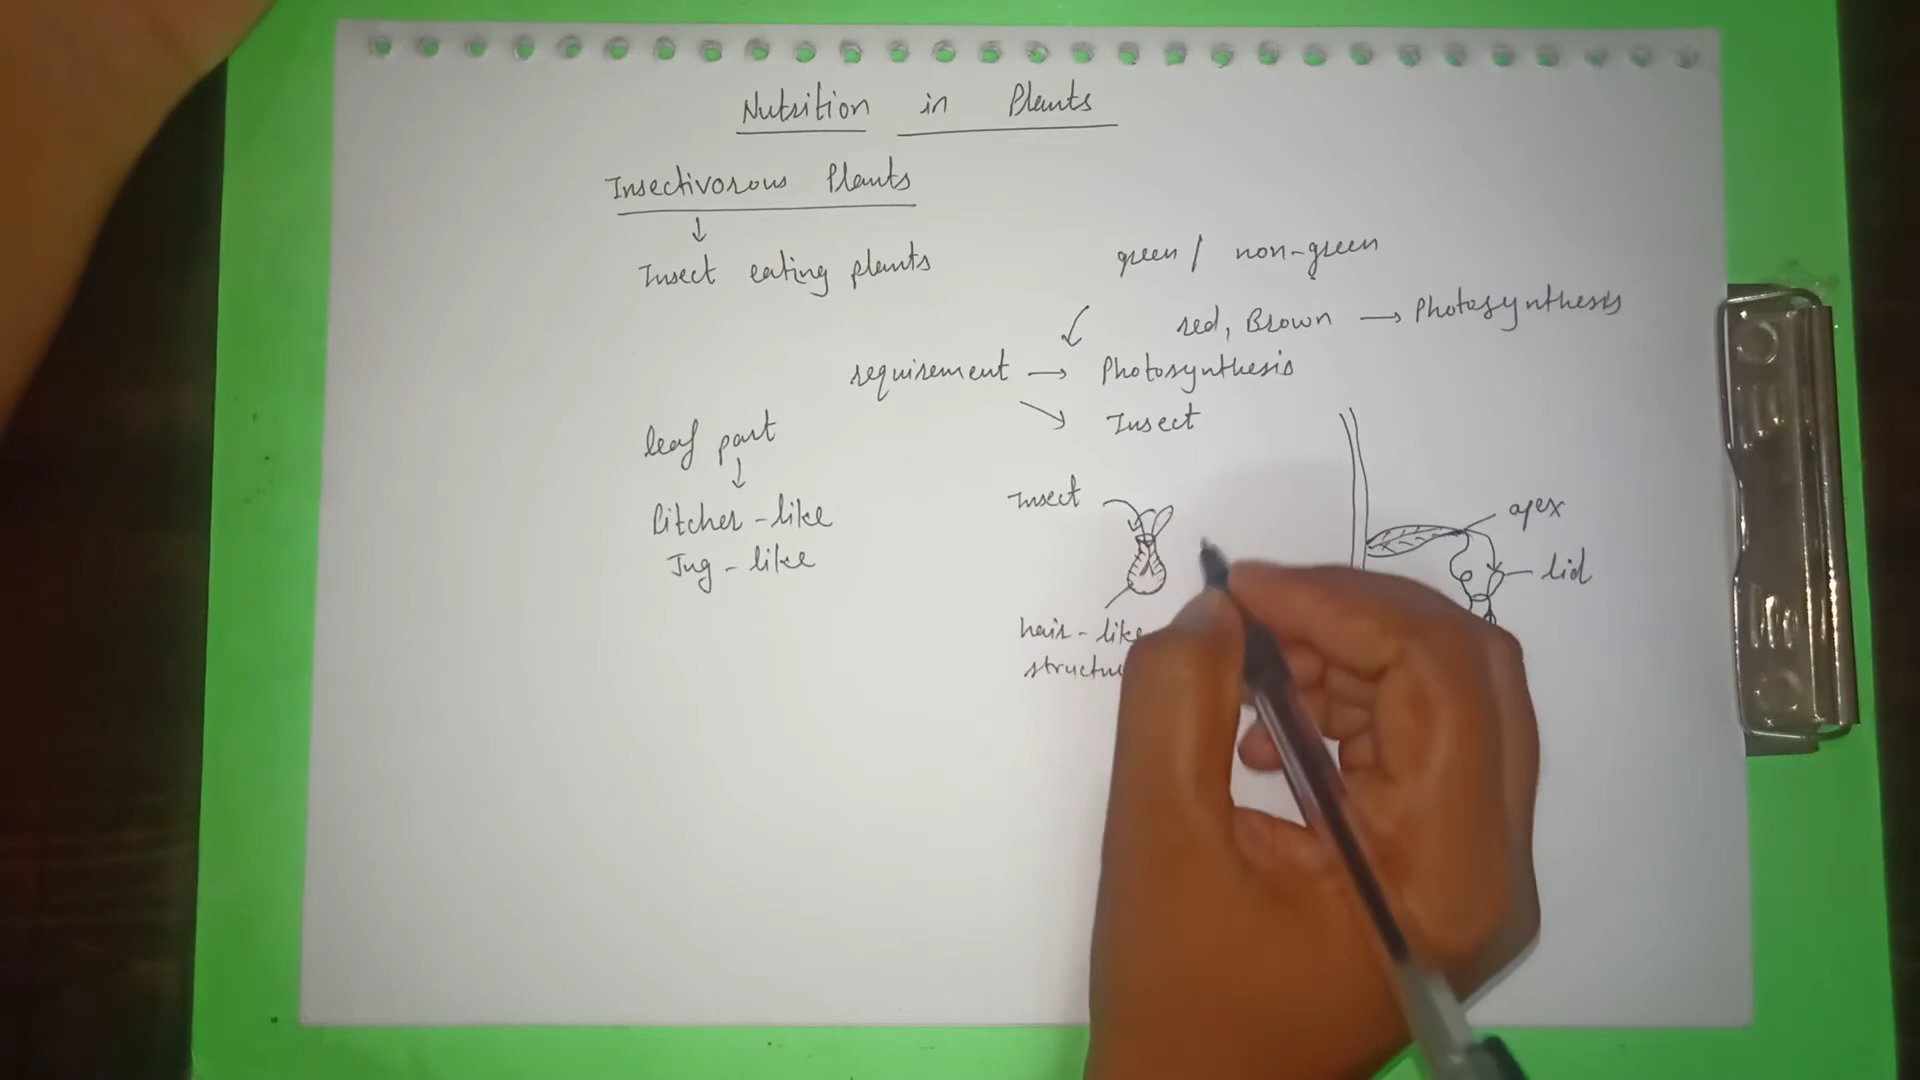 Nutrition in Plants
Insectivorous Plants
↓
Insect eating plants
green / non-green
red, Brown → Photosynthesis
requirement → Photosynthesis
Insect
leaf part
↓
Pitcher-like
Jug-like
Insect
hair-like
apex
lid